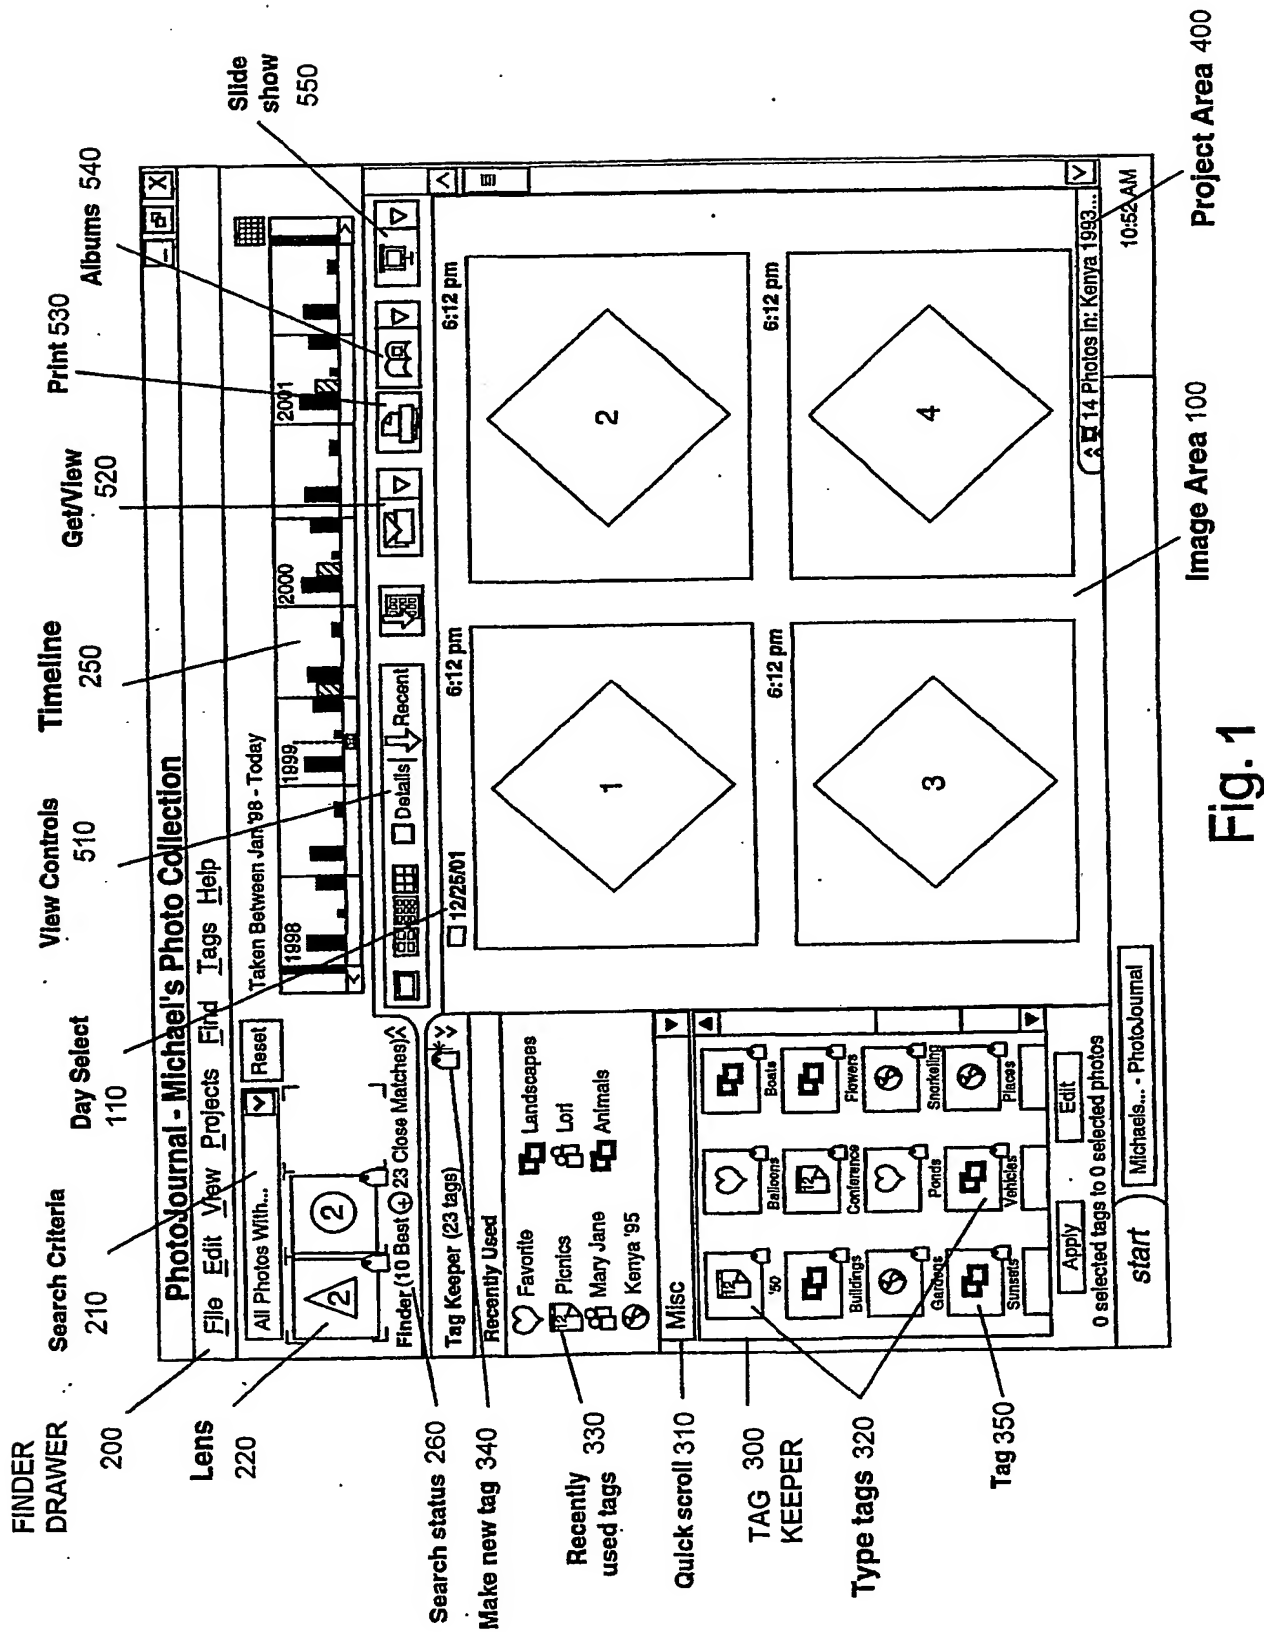 FINDER
DRAWER
200
Search Criteria
210
Day Select
110
View Controls
510
Timeline
250
Get/View
520
Print 530
Albums 540
Slide
show
550
Lens
220
PhotoJournal - Michael's Photo Collection
File Edit View Projects Find Tags Help
All Photos With...
Reset
Taken Between Jan '98 - Today
1998
1999
2000
2001
2
2
Finder (10 Best 23 Close Matches)
Details
Recent
Search status 260
Make new tag 340
Tag Keeper (23 tags)
Recently Used
Favorite
Landscapes
Picnics
12
Lori
Mary Jane
Animals
Kenya '95
Recently
used tags 330
Misc
Quick scroll 310
TAG 300
KEEPER
12
'50
Balloons
Boats
Buildings
12
Conference
Flowers
Gardens
Ponds
Snorkeling
Sunsets
Vehicles
Places
Type tags 320
Tag 350
Apply
Edit
0 selected tags to 0 selected photos
12/25/01
6:12 pm
6:12 pm
1
2
6:12 pm
6:12 pm
3
4
14 Photos in: Kenya 1993...
start
Michaels... - PhotoJournal
10:52 AM
Image Area 100
Project Area 400
Fig. 1